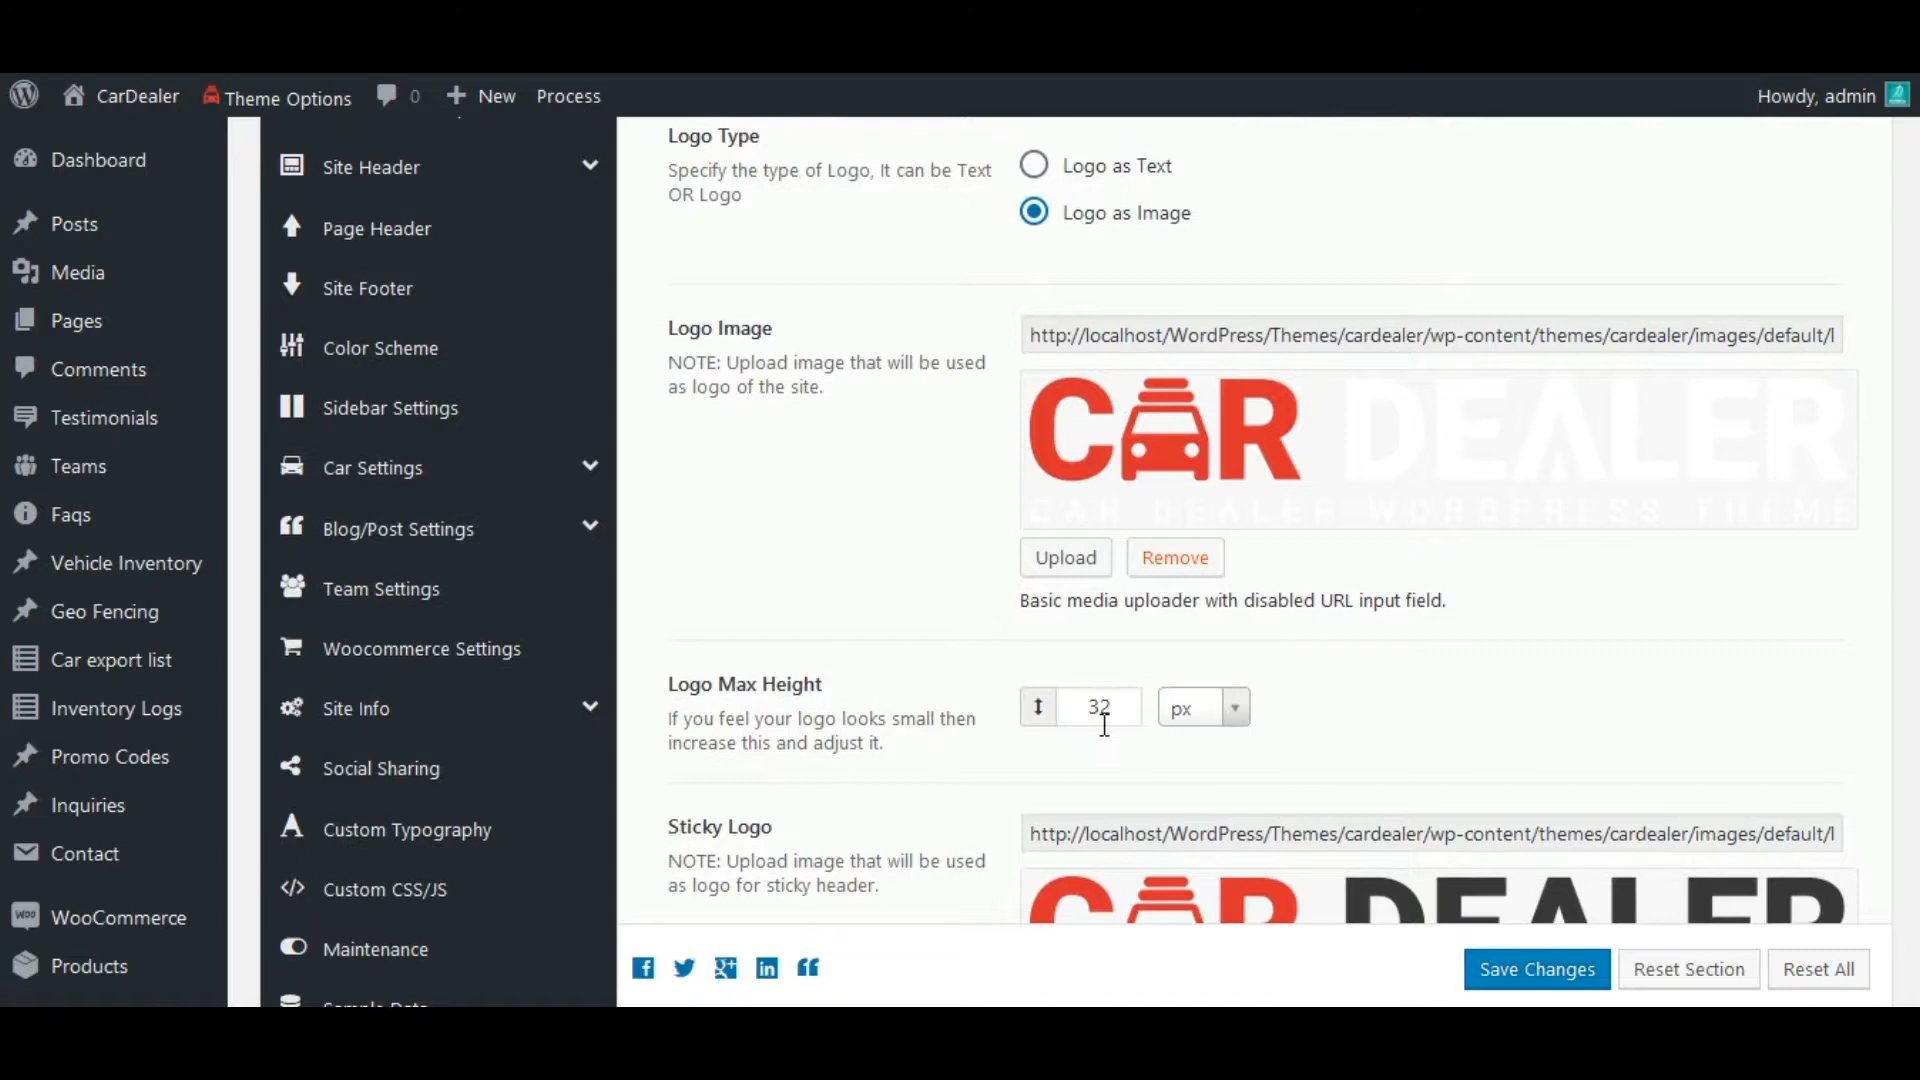 CarDealer
Theme Options
0
New
Process
Howdy, admin
Dashboard
Posts
Media
Pages
Comments
Testimonials
Teams
Faqs
Vehicle Inventory
Geo Fencing
Car export list
Inventory Logs
Promo Codes
Inquiries
Contact
WooCommerce
Products
Site Header
Page Header
Site Footer
Color Scheme
Sidebar Settings
Car Settings
Blog/Post Settings
Team Settings
Woocommerce Settings
Site Info
Social Sharing
Custom Typography
Custom CSS/JS
Maintenance
Sample Data
Logo Type
Specify the type of Logo, It can be Text
OR Logo
Logo as Text
Logo as Image
Logo Image
NOTE: Upload image that will be used
as logo of the site.
http://localhost/WordPress/Themes/cardealer/wp-content/themes/cardealer/images/default/l
CAR DEALER
CAR DEALER WORDPRESS THEME
Upload
Remove
Basic media uploader with disabled URL input field.
Logo Max Height
If you feel your logo looks small then
increase this and adjust it.
32
px
Sticky Logo
NOTE: Upload image that will be used
as logo for sticky header.
http://localhost/WordPress/Themes/cardealer/wp-content/themes/cardealer/images/default/l
CAR DEALER
Save Changes
Reset Section
Reset All